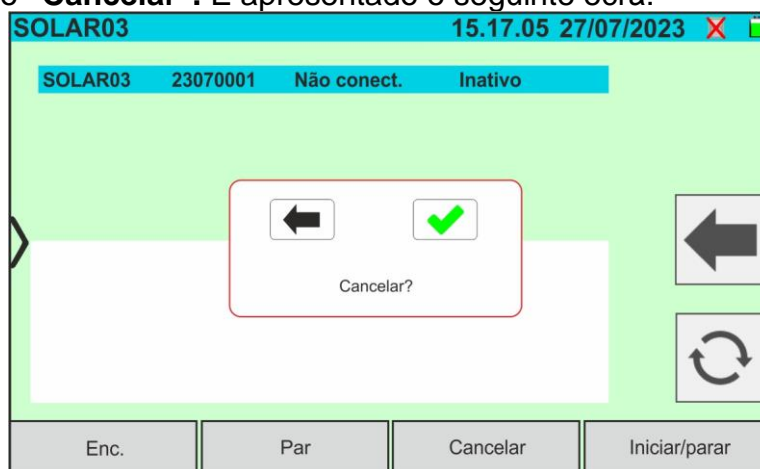 "Cancelar". É apresentado o seguinte ecrã:
SOLAR03 15.17.05 27/07/2023
SOLAR03 23070001 Não conect. Inativo
Cancelar?
Enc. Par Cancelar Iniciar/parar